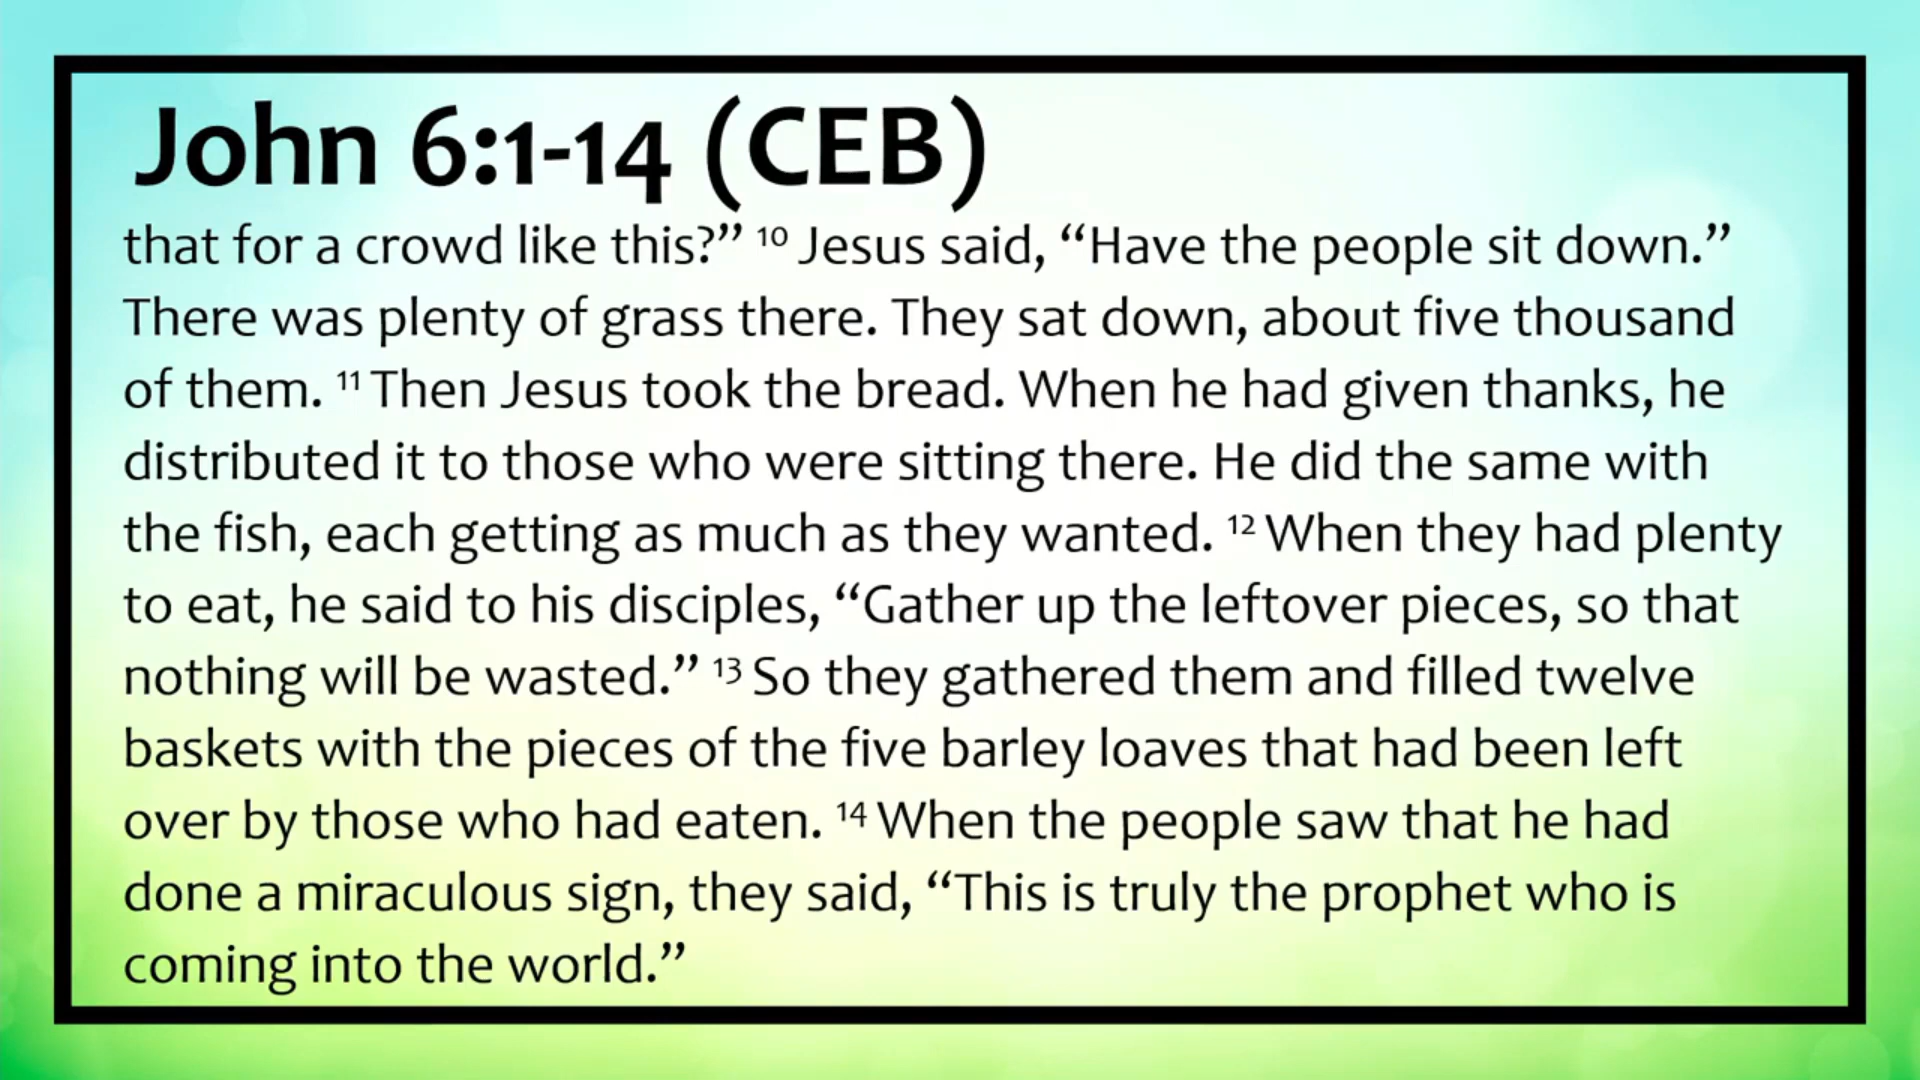 John 6:1-14 (CEB)
that for a crowd like this?” ¹⁰ Jesus said, “Have the people sit down.”
There was plenty of grass there. They sat down, about five thousand
of them. ¹¹ Then Jesus took the bread. When he had given thanks, he
distributed it to those who were sitting there. He did the same with
the fish, each getting as much as they wanted. ¹² When they had plenty
to eat, he said to his disciples, “Gather up the leftover pieces, so that
nothing will be wasted.” ¹³ So they gathered them and filled twelve
baskets with the pieces of the five barley loaves that had been left
over by those who had eaten. ¹⁴ When the people saw that he had
done a miraculous sign, they said, “This is truly the prophet who is
coming into the world.”